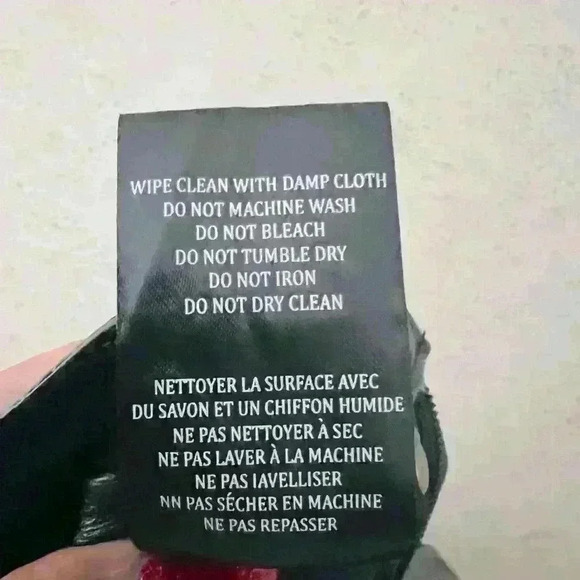 WIPE CLEAN WITH DAMP CLOTH
DO NOT MACHINE WASH
DO NOT BLEACH
DO NOT TUMBLE DRY
DO NOT IRON
DO NOT DRY CLEAN
NETTOYER LA SURFACE AVEC
DU SAVON ET UN CHIFFON HUMIDE
NE PAS NETTOYER À SEC
NE PAS LAVER À LA MACHINE
NE PAS IAVELLISER
NN PAS SÉCHER EN MACHINE
NE PAS REPASSER